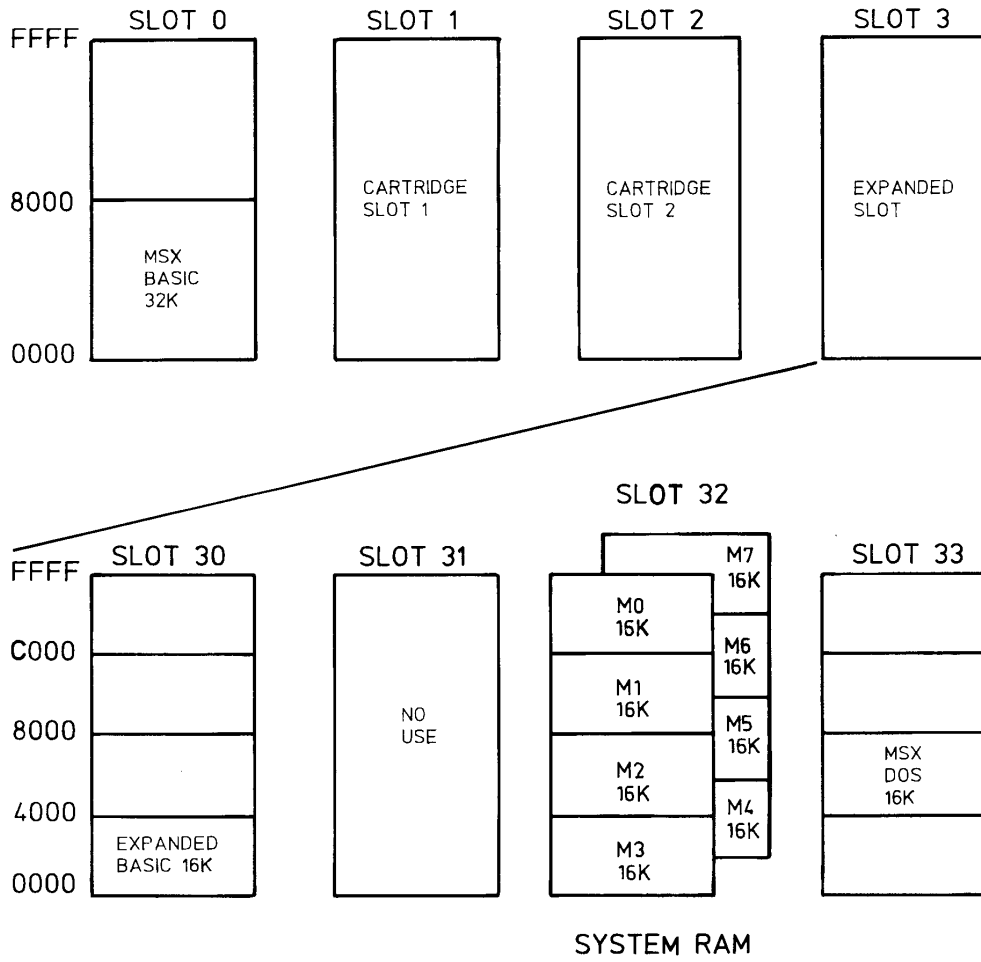 SLOT 0
SLOT 1
SLOT 2
SLOT 3
FFFF
8000
0000
MSX
BASIC
32K
CARTRIDGE
SLOT 1
CARTRIDGE
SLOT 2
EXPANDED
SLOT
SLOT 30
SLOT 31
SLOT 32
SLOT 33
FFFF
C000
8000
4000
0000
EXPANDED
BASIC 16K
NO
USE
M0
16K
M1
16K
M2
16K
M3
16K
M7
16K
M6
16K
M5
16K
M4
16K
MSX
DOS
16K
SYSTEM RAM